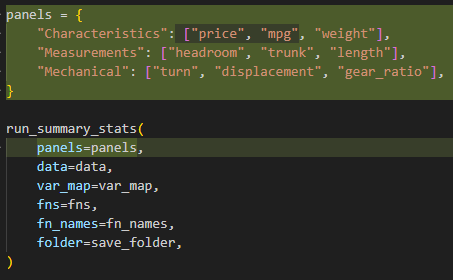 panels = {
    "Characteristics": ["price", "mpg", "weight"],
    "Measurements": ["headroom", "trunk", "length"],
    "Mechanical": ["turn", "displacement", "gear_ratio"],
}
run_summary_stats(
    panels=panels,
    data=data,
    var_map=var_map,
    fns=fns,
    fn_names=fn_names,
    folder=save_folder,
)